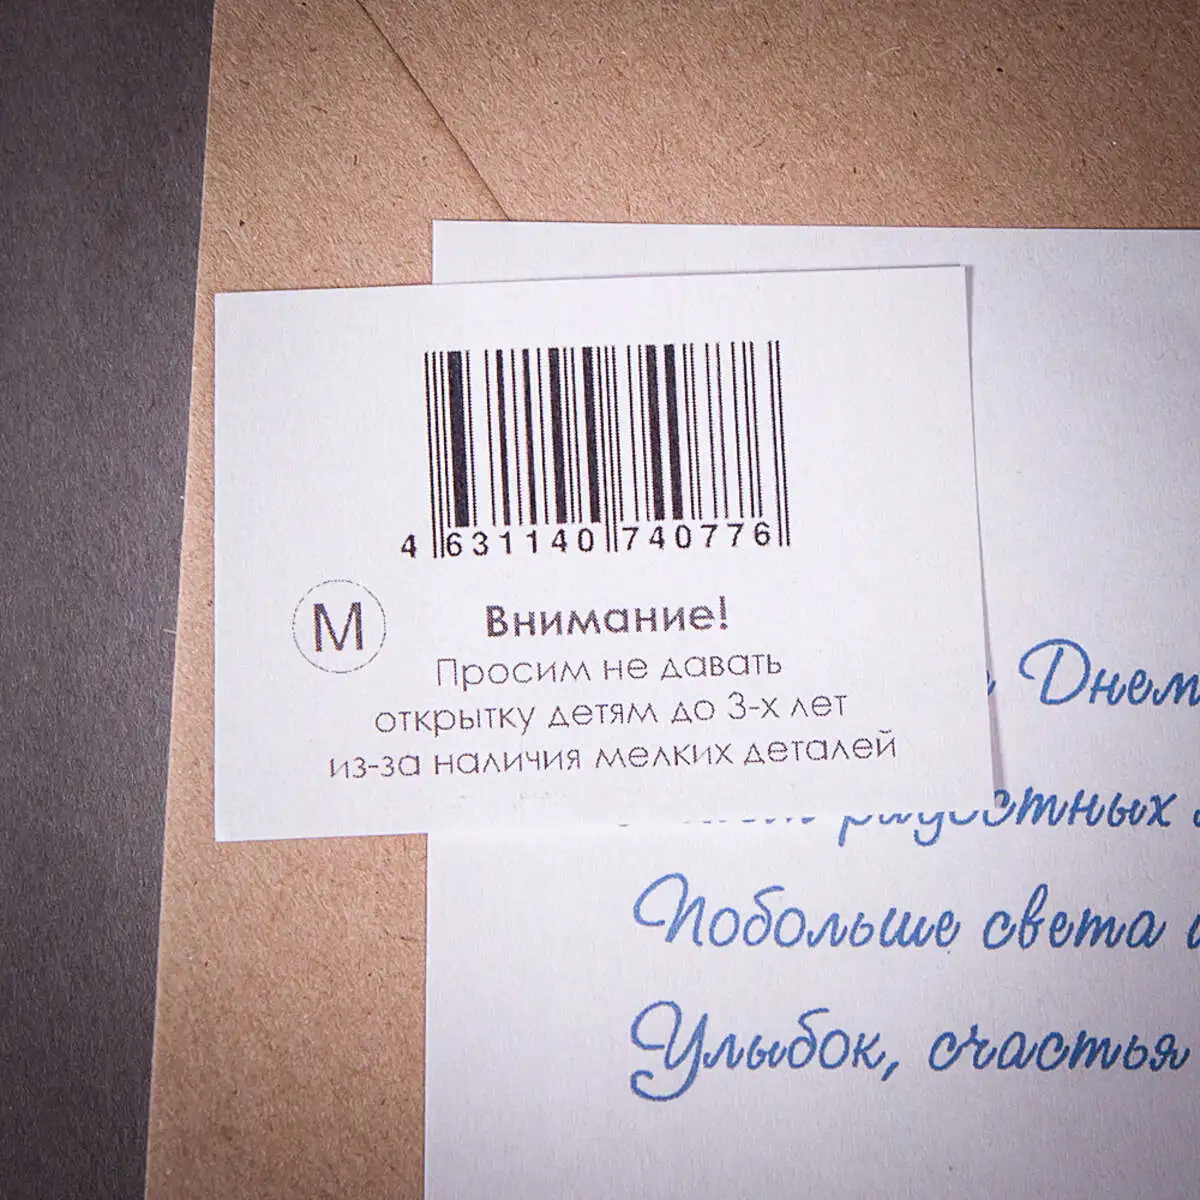 4 631140 740776
М
Внимание!
Просим не давать
открытку детям до 3-х лет
из-за наличия мелких деталей
Днем
радостных
Побольше света
Улыбок, счастья